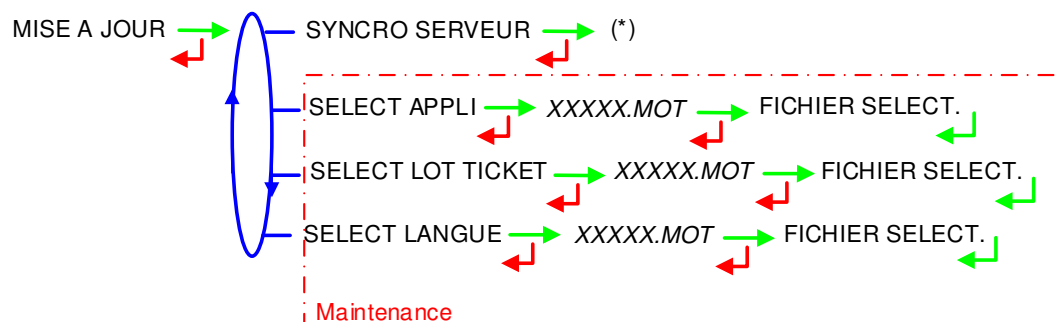 MISE A JOUR SYNCRO SERVEUR (*)
SELECT APPLI XXXXX.MOT FICHIER SELECT.
SELECT LOT TICKET XXXXX.MOT FICHIER SELECT.
SELECT LANGUE XXXXX.MOT FICHIER SELECT.
Maintenance